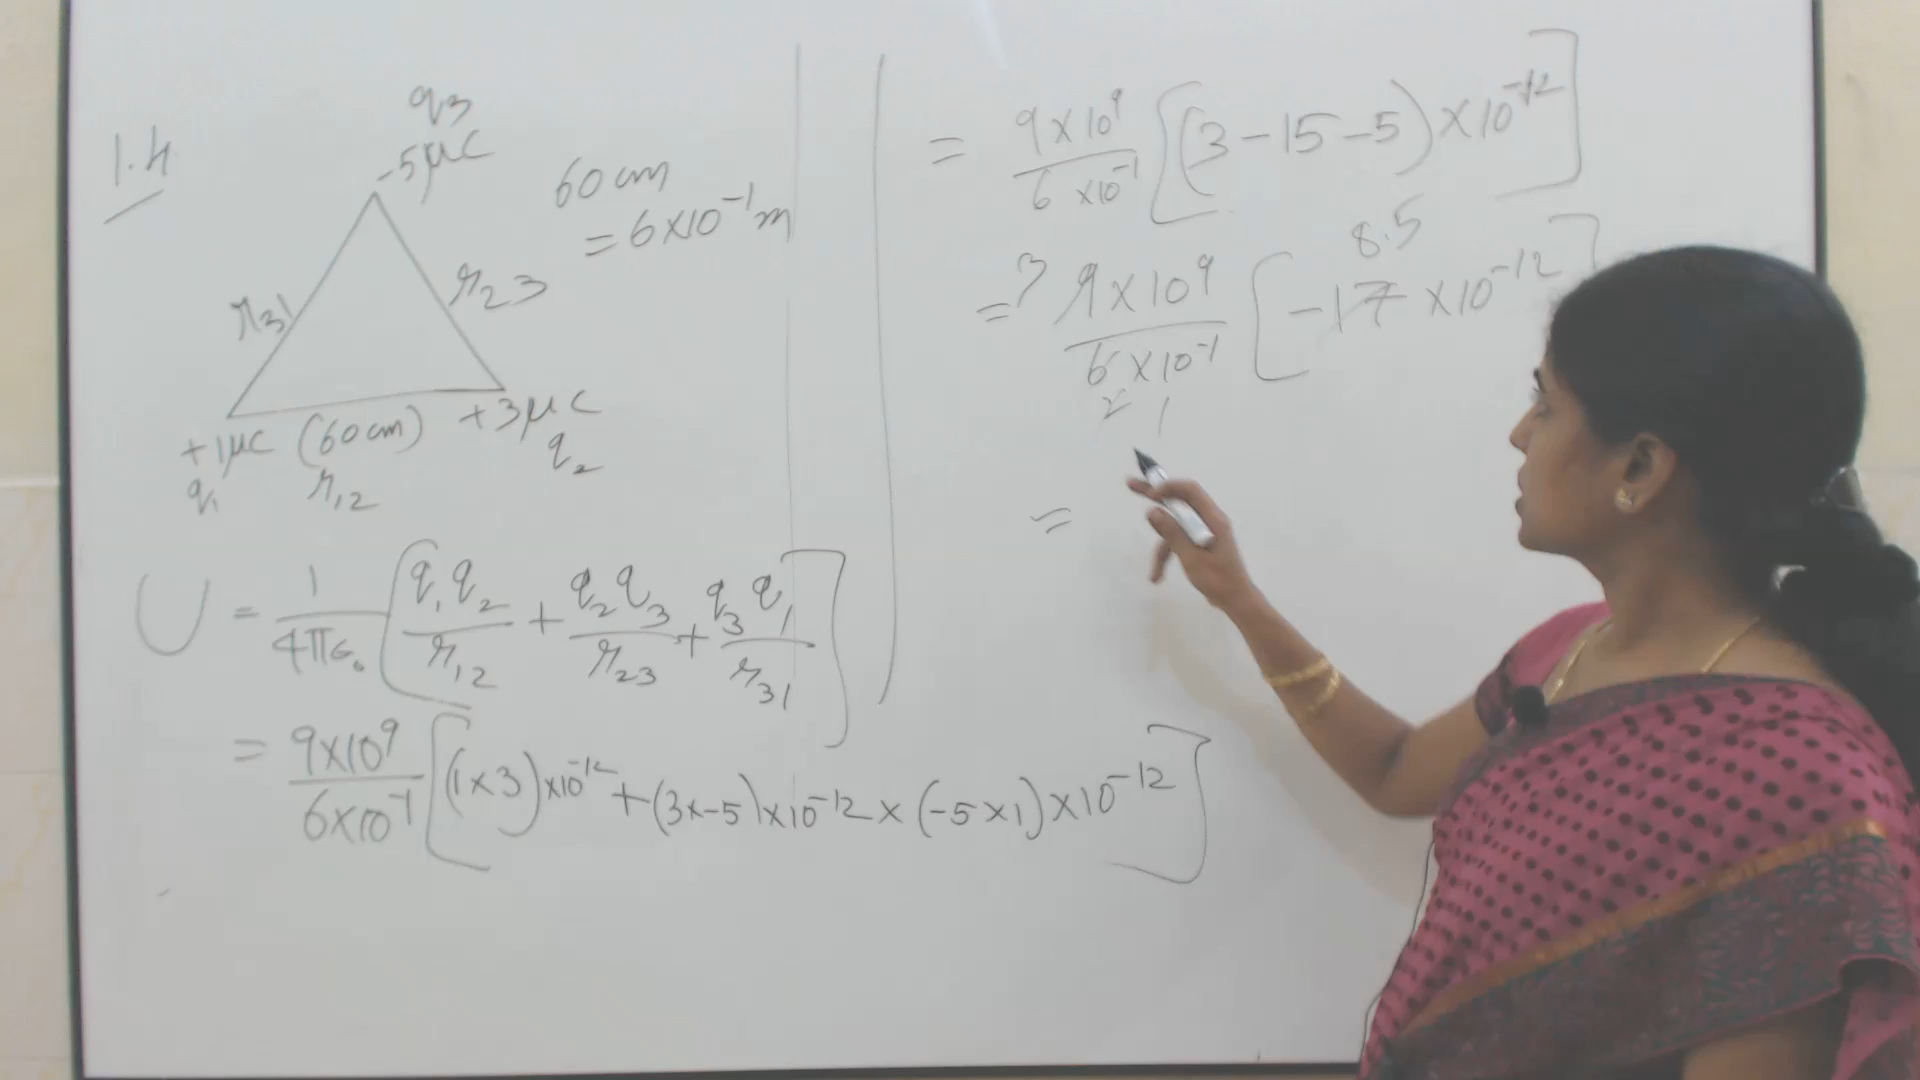 1.4
q₃
-5μC
60 cm
= 6×10⁻¹ m
r₃₁
r₂₃
+1μC (60 cm) +3μC
q₁ r₁₂ q₂
U = 1/4πε₀ [q₁q₂/r₁₂ + q₂q₃/r₂₃ + q₃q₁/r₃₁]
= 9×10⁹/6×10⁻¹ [(1×3)×10⁻¹² + (3×-5)×10⁻¹² × (-5×1)×10⁻¹²]
= 9×10⁹/6×10⁻¹ [(3-15-5)×10⁻¹²]
8.5
= 3 9×10⁹/6×10⁻¹ [-17×10⁻¹²]
2 1
=